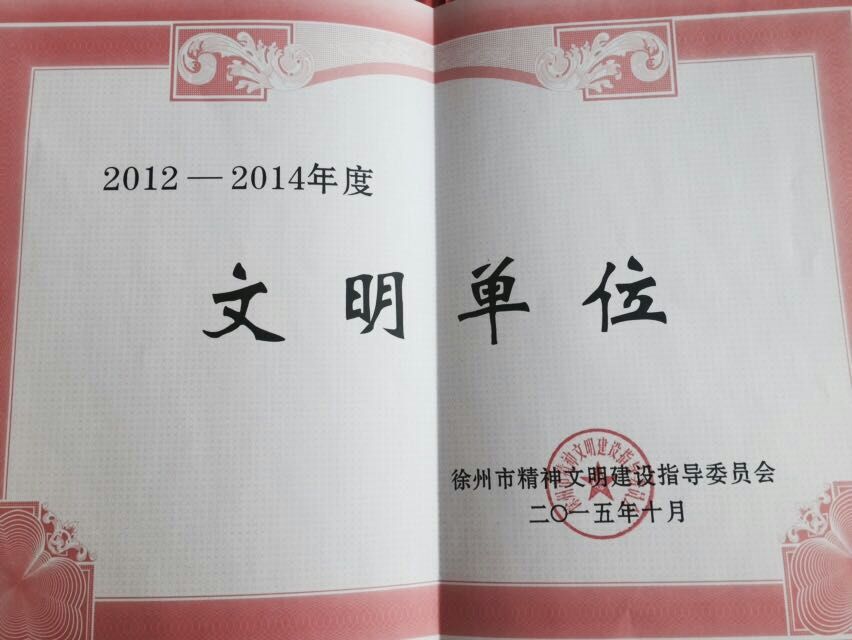 2012—2014年度
文明单位
徐州市精神文明建设指导委员会
二〇一五年十月